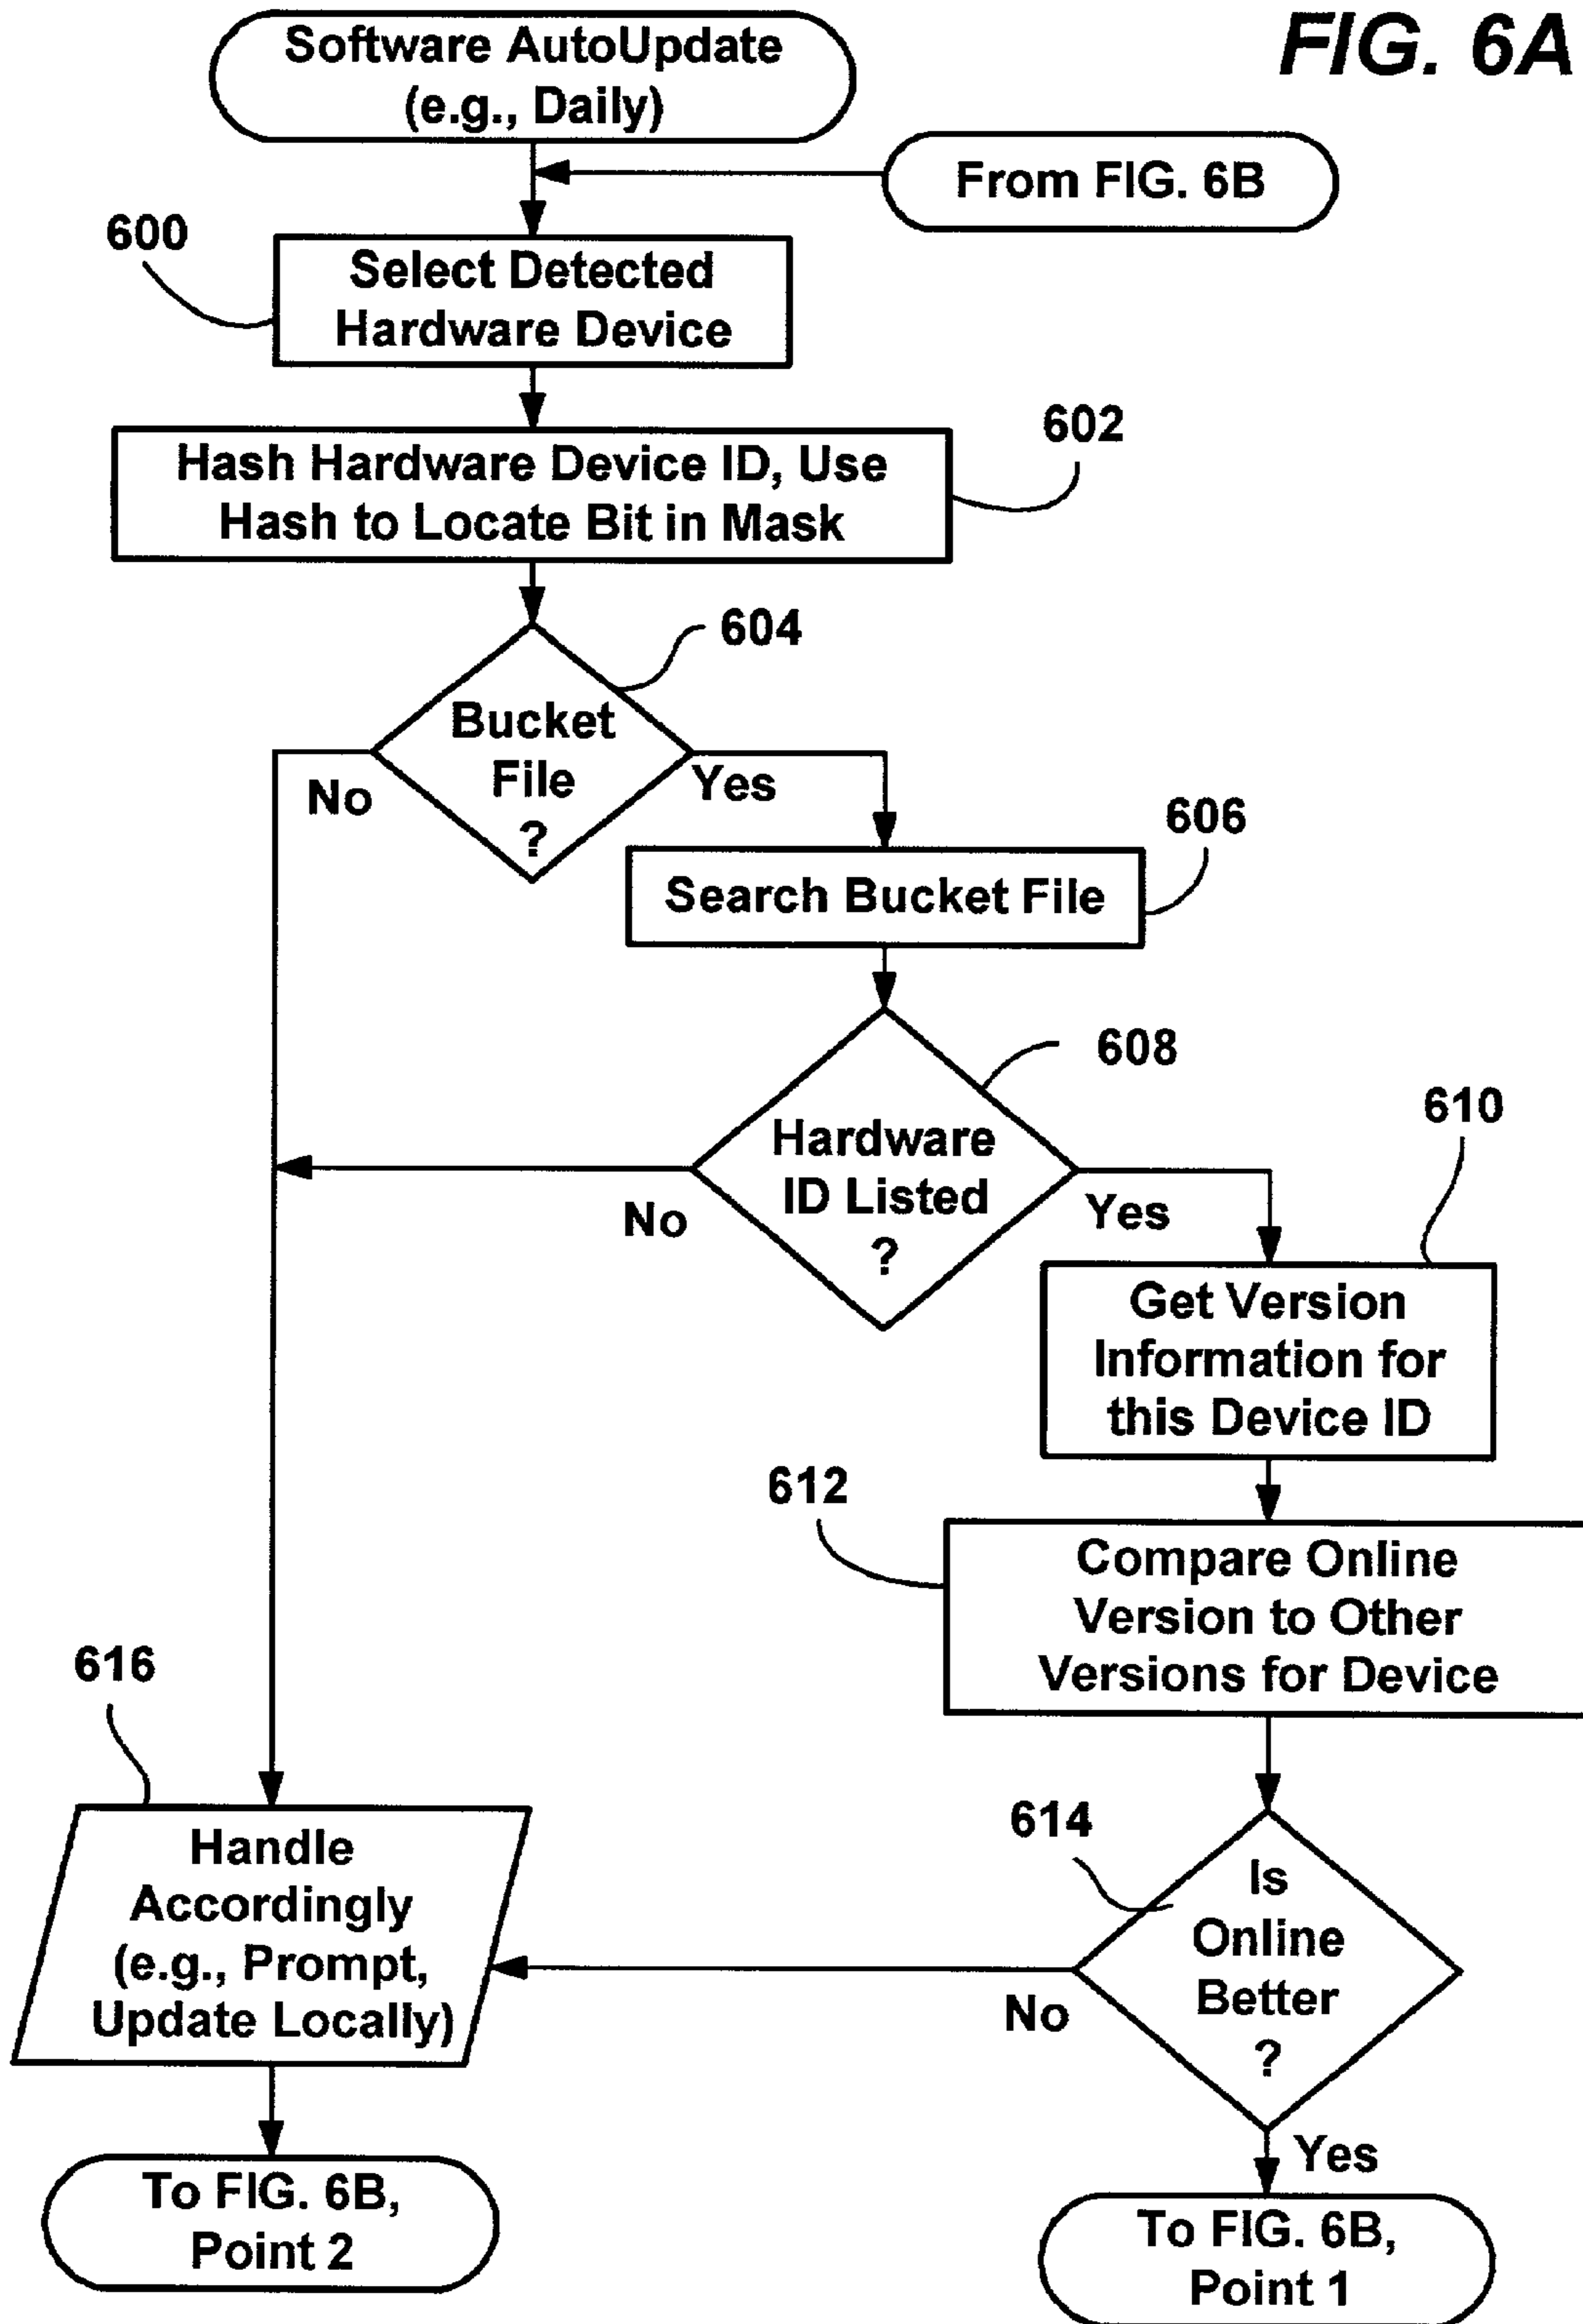 FIG. 6A
Software AutoUpdate
(e.g., Daily)
From FIG. 6B
600
Select Detected
Hardware Device
602
Hash Hardware Device ID, Use
Hash to Locate Bit in Mask
604
Bucket
File
?
No
Yes
606
Search Bucket File
608
Hardware
ID Listed
?
No
Yes
610
Get Version
Information for
this Device ID
612
Compare Online
Version to Other
Versions for Device
616
Handle
Accordingly
(e.g., Prompt,
Update Locally)
614
Is
Online
Better
?
No
Yes
To FIG. 6B,
Point 2
To FIG. 6B,
Point 1